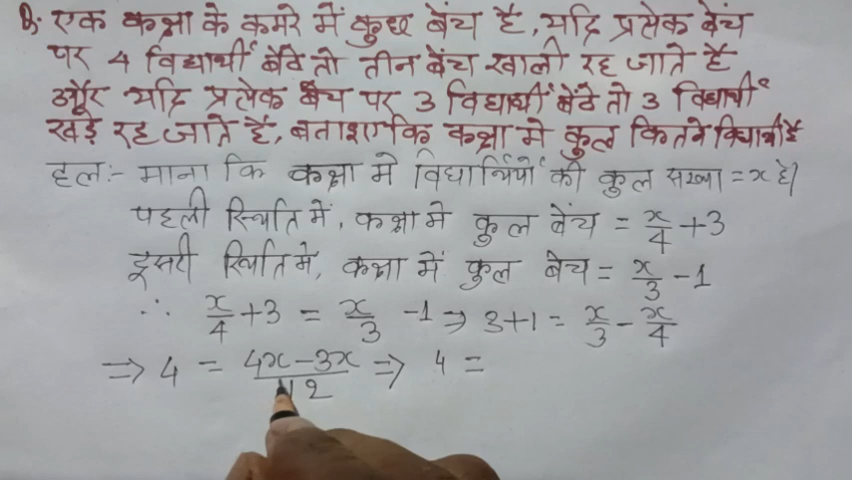 Q. एक कक्षा के कमरे में कुछ बेंच है, यदि प्रत्येक बेंच
पर 4 विद्यार्थी बैठे तो तीन बेंच खाली रह जाते हैं
और यदि प्रत्येक बेंच पर 3 विद्यार्थी बैठे तो 3 विद्यार्थी
खड़े रह जाते हैं, बताइए कि कक्षा मे कुल कितने विद्यार्थी हैं
हल:- माना कि कक्षा मे विद्यार्थियों की कुल संख्या = x है।
पहली स्थिति में, कक्षा मे कुल बेंच = x/4 + 3
दूसरी स्थिति मे, कक्षा में कुल बेंच = x/3 - 1
∴ x/4 + 3 = x/3 - 1 ⇒ 3+1 = x/3 - x/4
⇒ 4 = (4x - 3x)/12 ⇒ 4 =